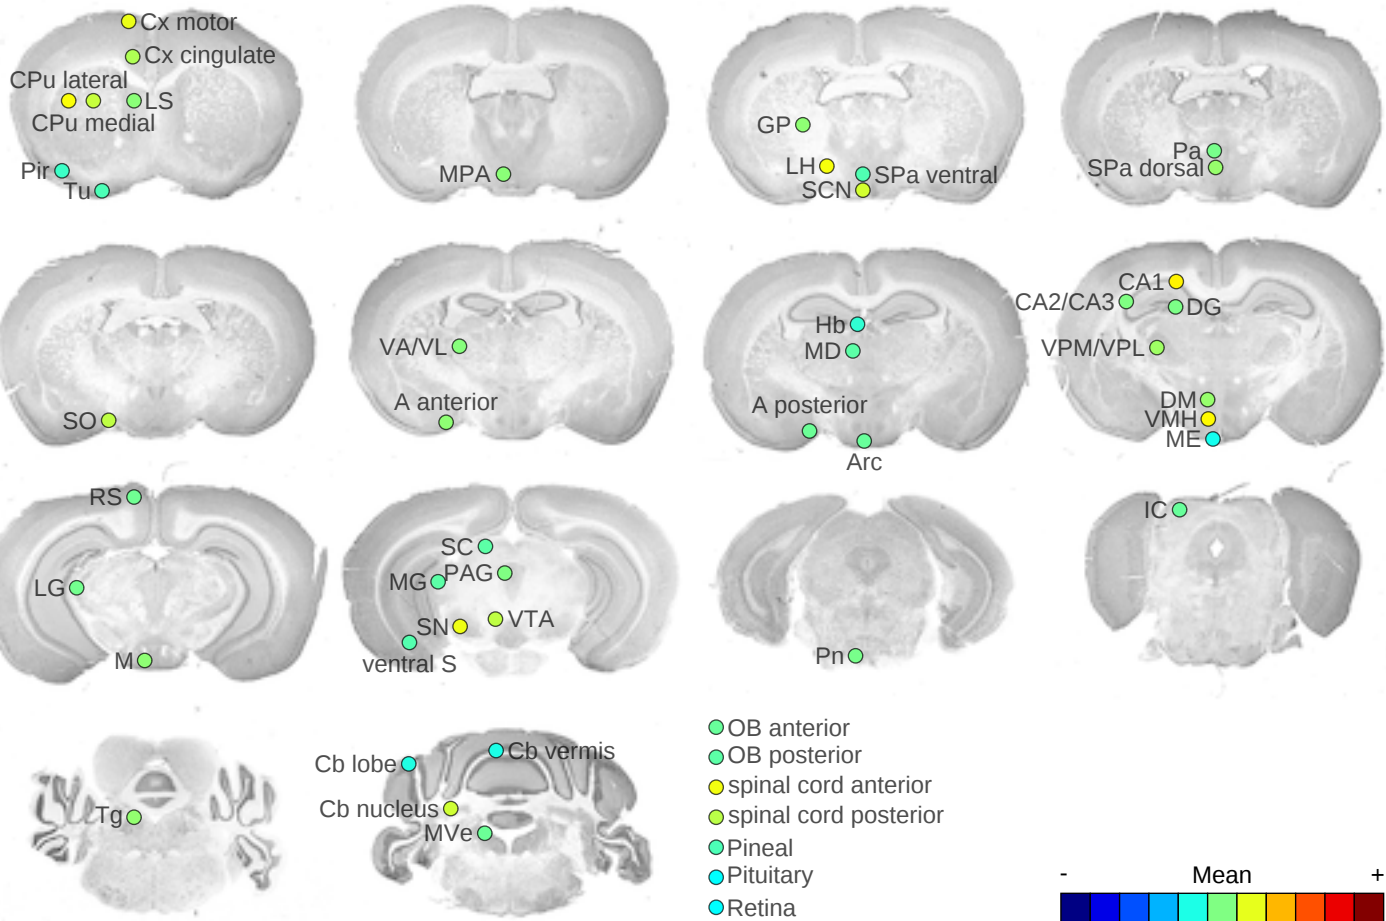 Cx motor
Cx cingulate
CPu lateral
LS
CPu medial
Pir
Tu
MPA
GP
LH
SPa ventral
SCN
Pa
SPa dorsal
SO
VA/VL
A anterior
Hb
MD
A posterior
Arc
CA1
CA2/CA3
DG
VPM/VPL
DM
VMH
ME
RS
LG
M
SC
MG
PAG
SN
VTA
ventral S
Pn
IC
Tg
Cb lobe
Cb vermis
Cb nucleus
MVe
OB anterior
OB posterior
spinal cord anterior
spinal cord posterior
Pineal
Pituitary
Retina
- Mean +